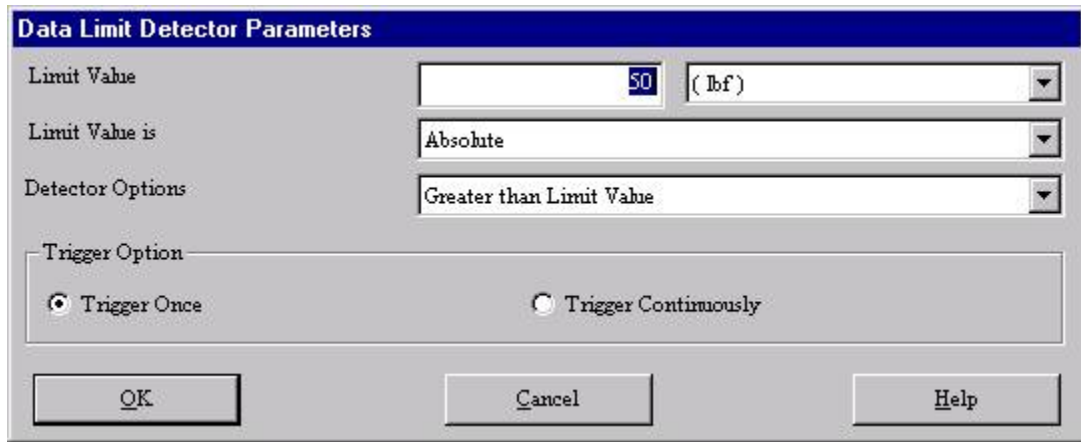 Data Limit Detector Parameters
Limit Value 50 ( lbf )
Limit Value is Absolute
Detector Options Greater than Limit Value
Trigger Option
Trigger Once Trigger Continuously
OK Cancel Help